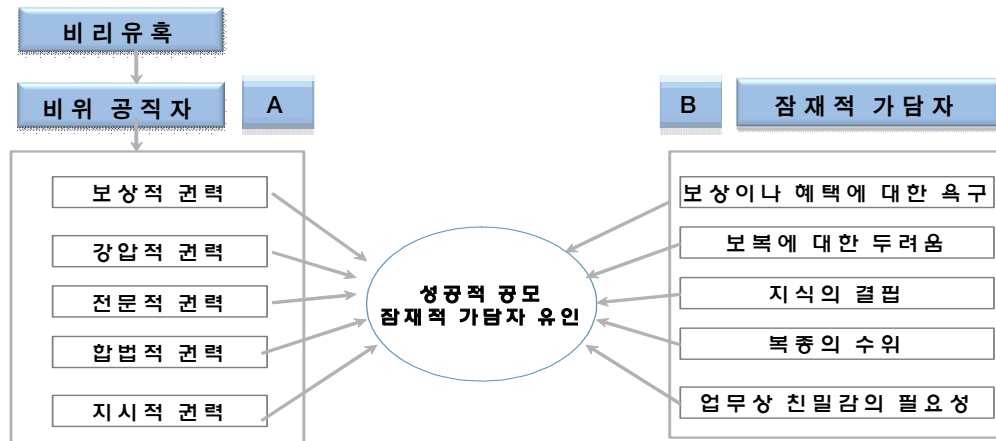 비리유혹
비위 공직자
A
B
잠재적 가담자
보상적 권력
강압적 권력
전문적 권력
합법적 권력
지시적 권력
성공적 공모
잠재적 가담자 유인
보상이나 혜택에 대한 욕구
보복에 대한 두려움
지식의 결핍
복종의 수위
업무상 친밀감의 필요성